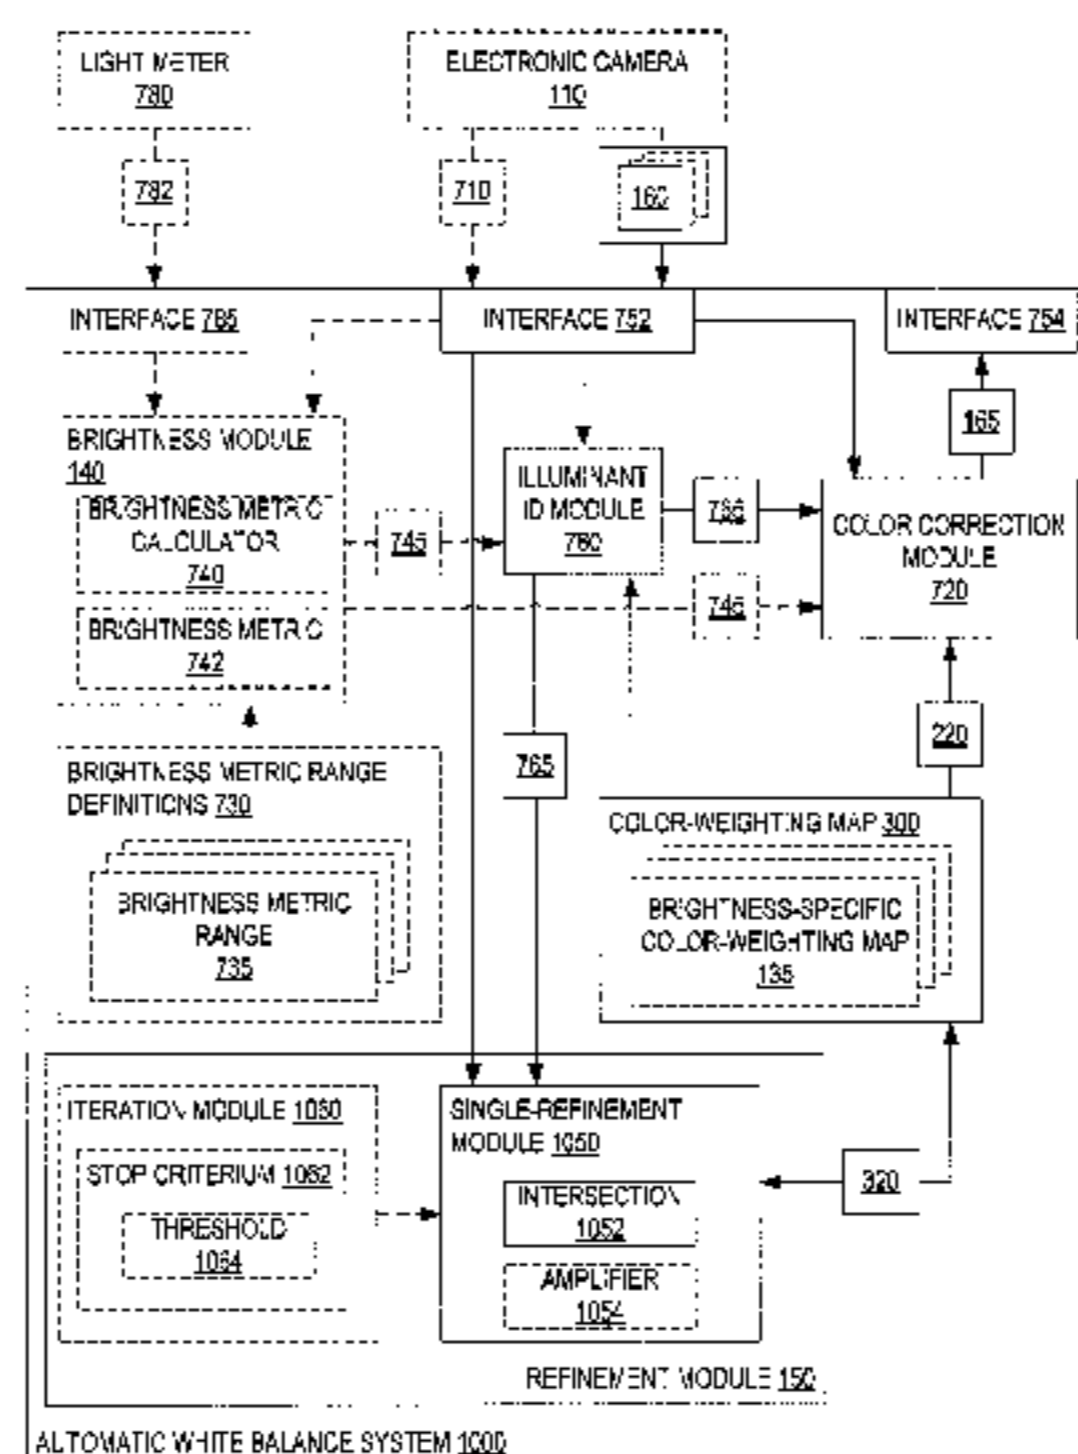 LIGHT METER
780
ELECTRONIC CAMERA
110
782
710
160
INTERFACE 785
INTERFACE 752
INTERFACE 754
165
BRIGHTNESS MODULE
140
BRIGHTNESS METRIC
CALCULATOR
740
BRIGHTNESS METRIC
742
745
ILLUMINANT
ID MODULE
760
765
745
COLOR CORRECTION
MODULE
720
220
765
BRIGHTNESS METRIC RANGE
DEFINITIONS 730
BRIGHTNESS METRIC
RANGE
735
COLOR-WEIGHTING MAP 300
BRIGHTNESS-SPECIFIC
COLOR-WEIGHTING MAP
135
ITERATION MODULE 1060
STOP CRITERIUM 1062
THRESHOLD
1064
SINGLE-REFINEMENT
MODULE 1050
INTERSECTION
1052
AMPLIFIER
1054
320
REFINEMENT MODULE 150
AUTOMATIC WHITE BALANCE SYSTEM 1000